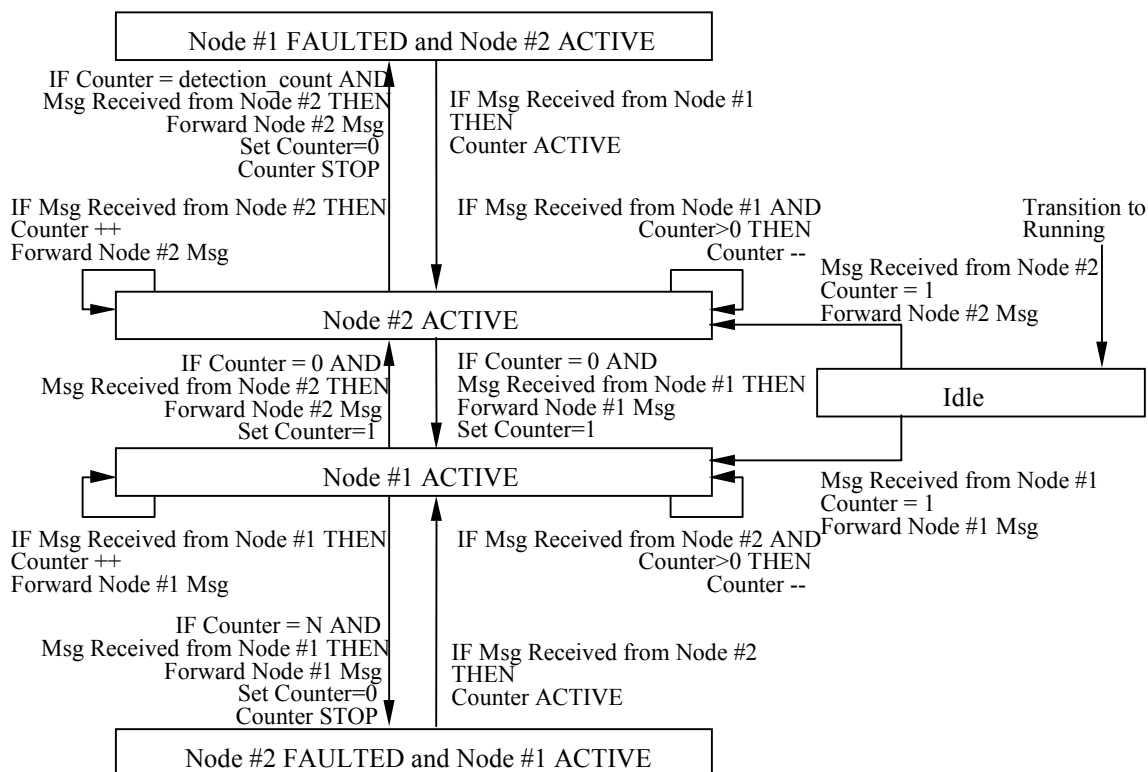 Node #1 FAULTED and Node #2 ACTIVE
IF Counter = detection_count AND
Msg Received from Node #2 THEN
Forward Node #2 Msg
Set Counter=0
Counter STOP
IF Msg Received from Node #1
THEN
Counter ACTIVE
IF Msg Received from Node #2 THEN
Counter ++
Forward Node #2 Msg
IF Msg Received from Node #1 AND
Counter>0 THEN
Counter --
Transition to
Running
Msg Received from Node #2
Counter = 1
Forward Node #2 Msg
Node #2 ACTIVE
IF Counter = 0 AND
Msg Received from Node #2 THEN
Forward Node #2 Msg
Set Counter=1
IF Counter = 0 AND
Msg Received from Node #1 THEN
Forward Node #1 Msg
Set Counter=1
Idle
Node #1 ACTIVE
Msg Received from Node #1
Counter = 1
Forward Node #1 Msg
IF Msg Received from Node #1 THEN
Counter ++
Forward Node #1 Msg
IF Msg Received from Node #2 AND
Counter>0 THEN
Counter --
IF Counter = N AND
Msg Received from Node #1 THEN
Forward Node #1 Msg
Set Counter=0
Counter STOP
IF Msg Received from Node #2
THEN
Counter ACTIVE
Node #2 FAULTED and Node #1 ACTIVE